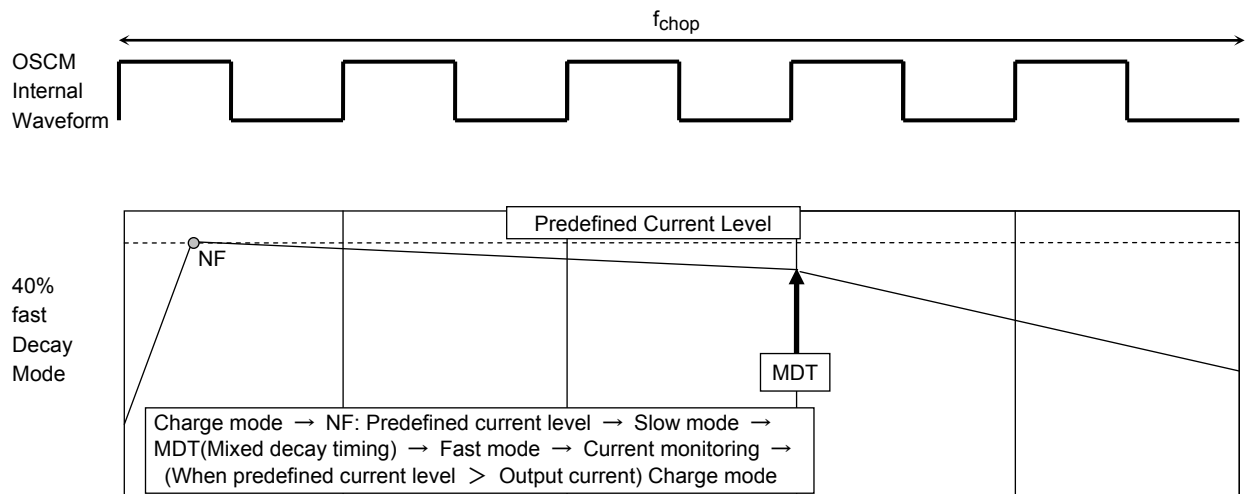 fchop
OSCM
Internal
Waveform
Predefined Current Level
NF
40%
fast
Decay
Mode
MDT
Charge mode → NF: Predefined current level → Slow mode →
MDT(Mixed decay timing) → Fast mode → Current monitoring →
(When predefined current level ＞ Output current) Charge mode